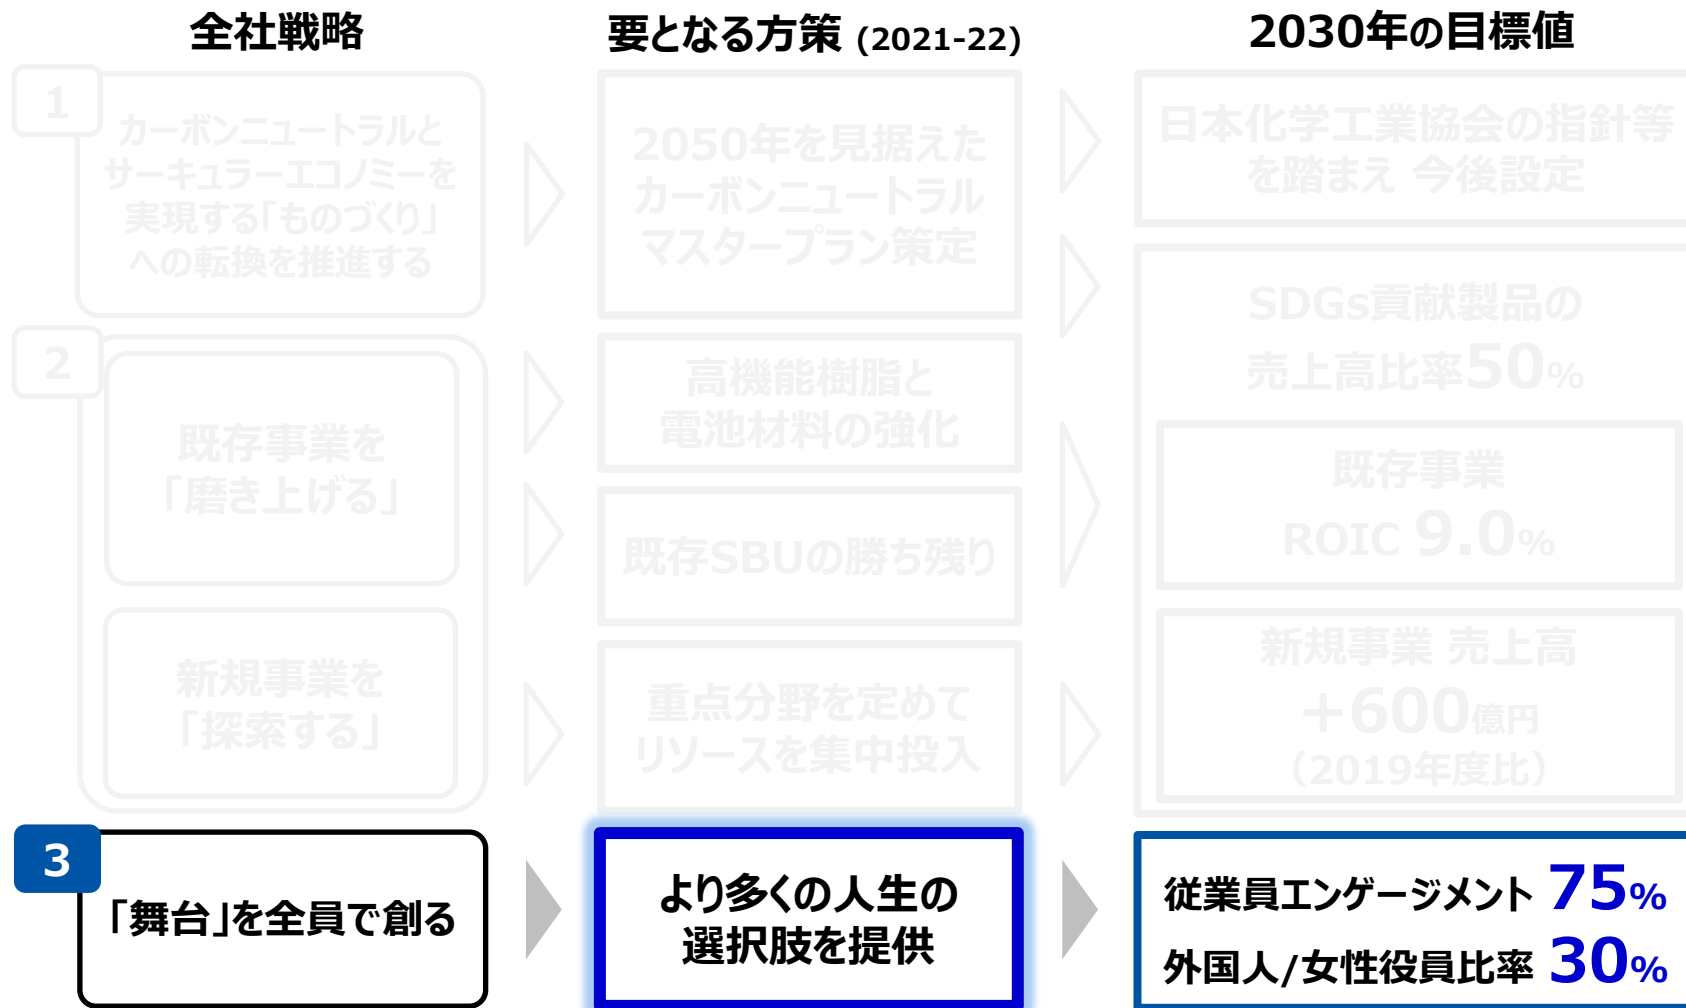 全社戦略
要となる方策 (2021-22)
2030年の目標値
1
カーボンニュートラルと
サーキュラーエコノミーを
実現する「ものづくり」
への転換を推進する
2050年を見据えた
カーボンニュートラル
マスタープラン策定
日本化学工業協会の指針等
を踏まえ 今後設定
2
既存事業を
「磨き上げる」
高機能樹脂と
電池材料の強化
既存SBUの勝ち残り
SDGs貢献製品の
売上高比率50%
既存事業
ROIC 9.0%
新規事業を
「探索する」
重点分野を定めて
リソースを集中投入
新規事業 売上高
+600億円
（2019年度比）
3
「舞台」を全員で創る
より多くの人生の
選択肢を提供
従業員エンゲージメント 75%
外国人/女性役員比率 30%